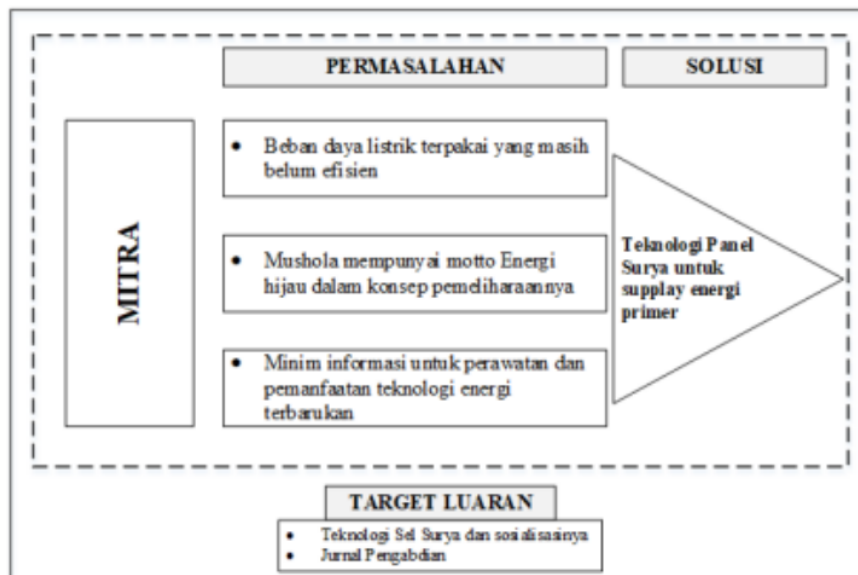 PERMASALAHAN
SOLUSI
MITRA
• Beban daya listrik terpakai yang masih
belum efisien
• Mushola mempunyai motto Energi
hijau dalam konsep pemeliharaannya
• Minim informasi untuk perawatan dan
pemanfaatan teknologi energi
terbarukan
Teknologi Panel
Surya untuk
supplay energi
primer
TARGET LUARAN
• Teknologi Sel Surya dan sosialisasinya
• Jurnal Pengabdian